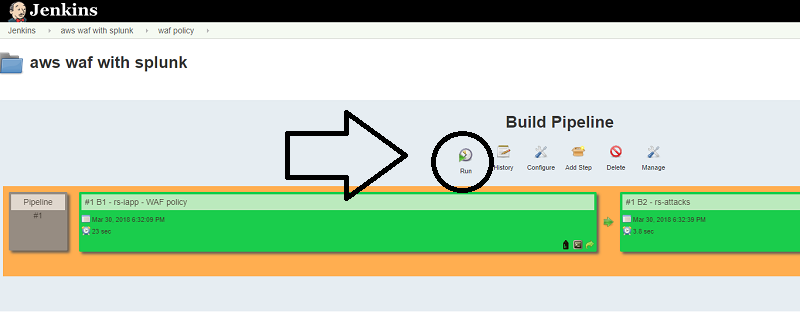 Jenkins
Jenkins › aws waf with splunk › waf policy ›
aws waf with splunk
Build Pipeline
Run History Configure Add Step Delete Manage
Pipeline
#1
#1 B1 - rs-iapp - WAF policy
Mar 30, 2018 6:32:09 PM
23 sec
#1 B2 - rs-attacks
Mar 30, 2018 6:32:39 PM
3.8 sec